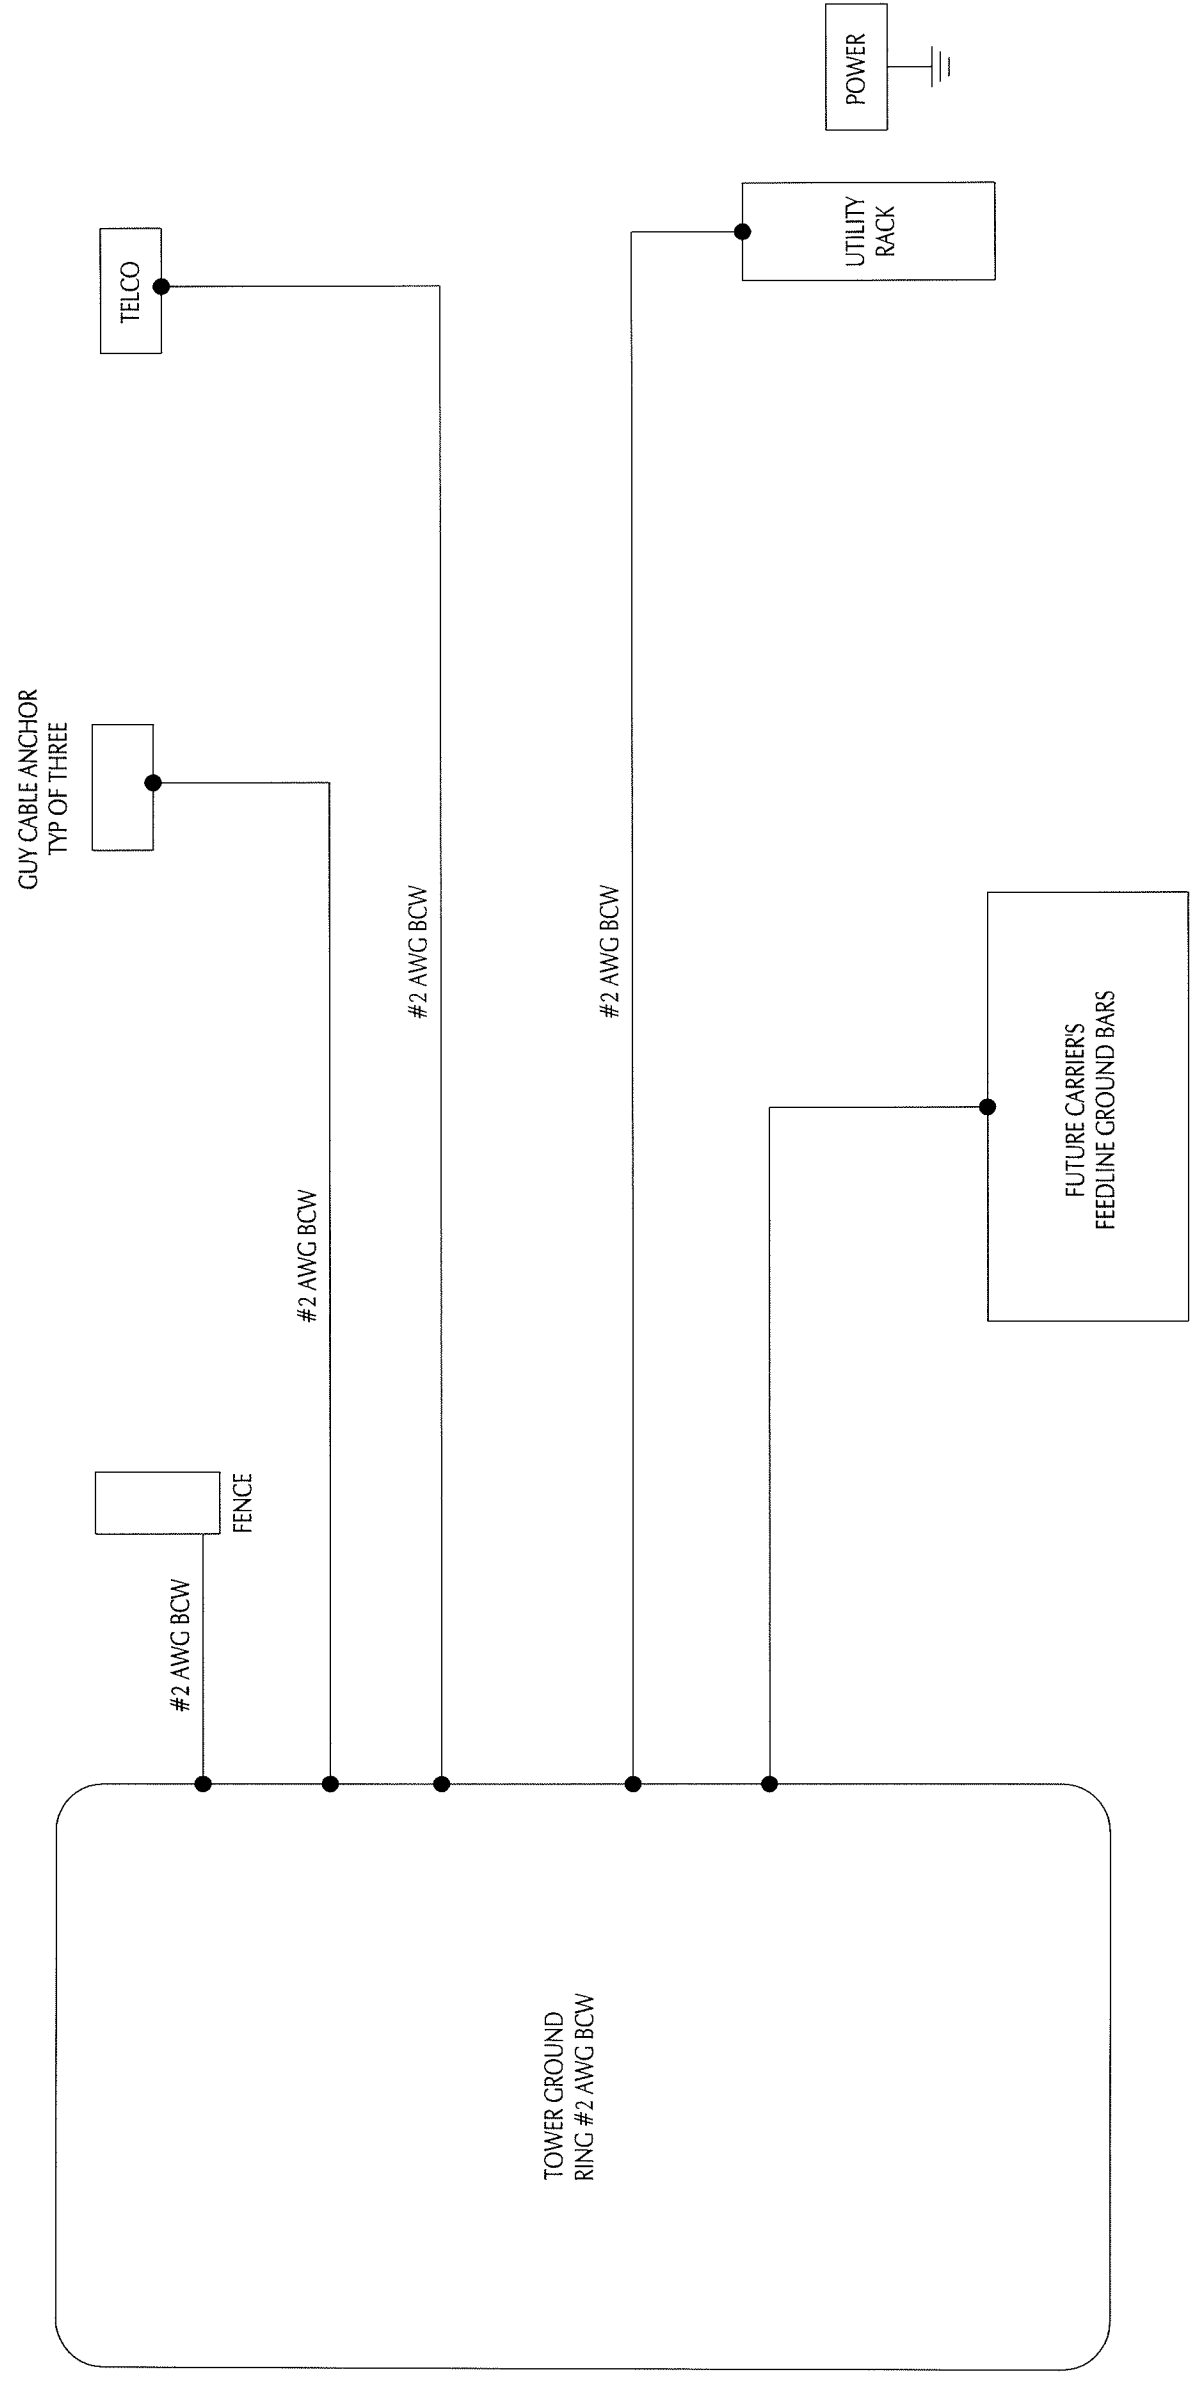 TOWER GROUND
RING #2 AWG BCW
#2 AWG BCW
FENCE
#2 AWG BCW
GUY CABLE ANCHOR
TYP OF THREE
#2 AWG BCW
TELCO
#2 AWG BCW
UTILITY
RACK
POWER
FUTURE CARRIER'S
FEEDLINE GROUND BARS